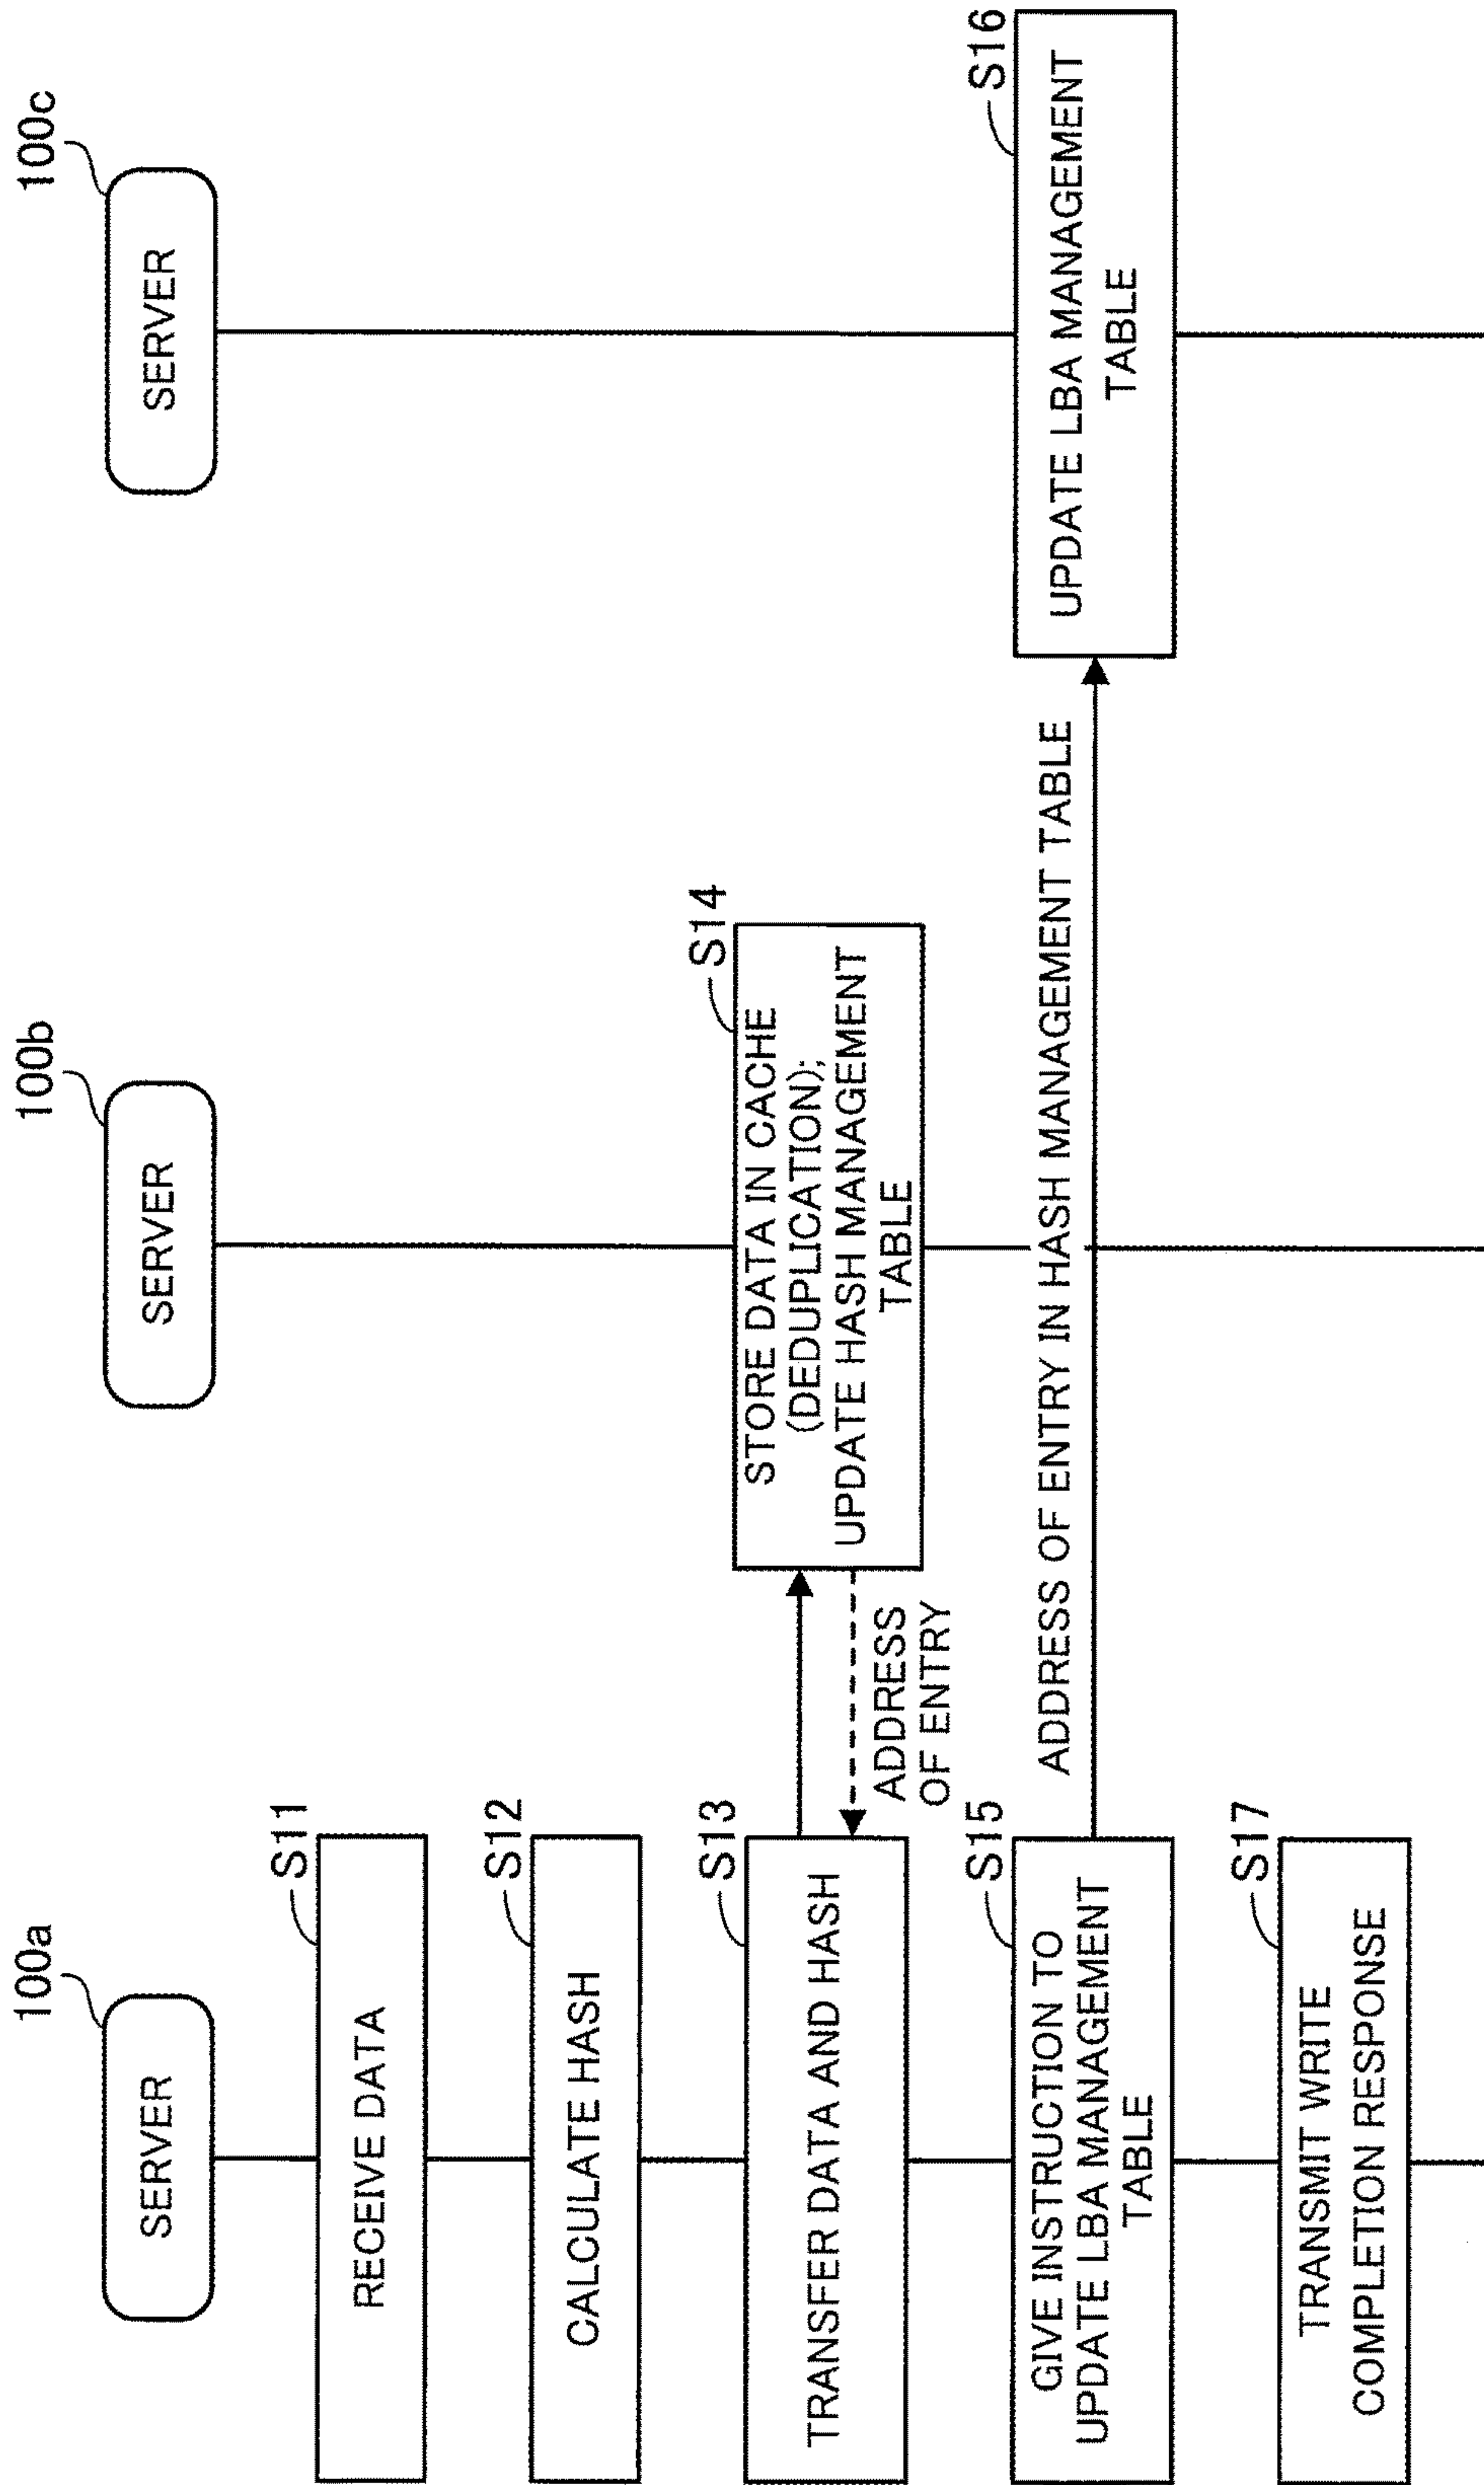 100a
SERVER
100b
SERVER
100c
SERVER
S11
RECEIVE DATA
S12
CALCULATE HASH
S13
TRANSFER DATA AND HASH
S14
STORE DATA IN CACHE
(DEDUPLICATION);
UPDATE HASH MANAGEMENT
TABLE
ADDRESS
OF ENTRY
S15
GIVE INSTRUCTION TO
UPDATE LBA MANAGEMENT
TABLE
ADDRESS OF ENTRY IN HASH MANAGEMENT TABLE
S16
UPDATE LBA MANAGEMENT
TABLE
S17
TRANSMIT WRITE
COMPLETION RESPONSE